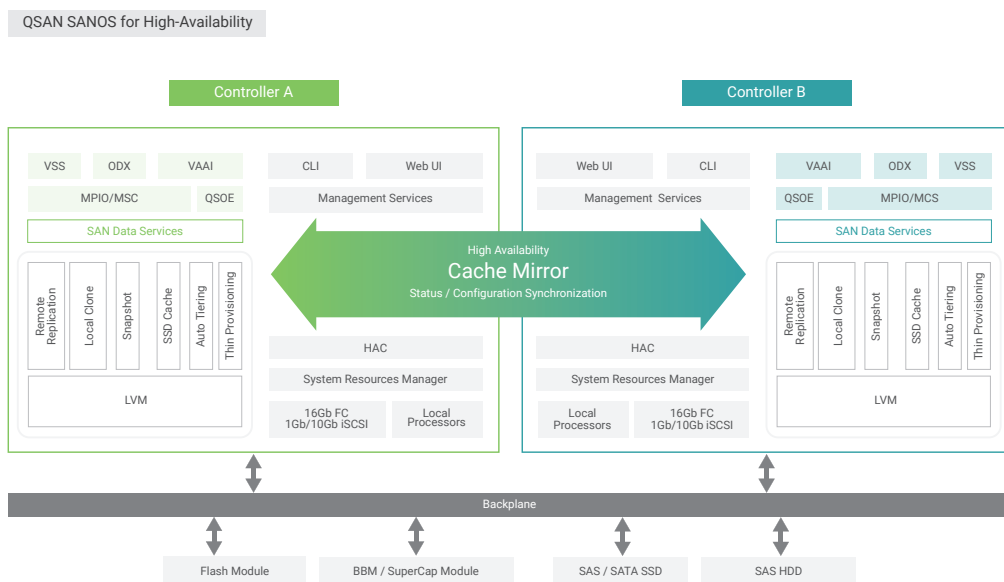 QSAN SANOS for High-Availability
Controller A
Controller B
VSS
ODX
VAAI
CLI
Web UI
MPIO/MSC
QSOE
Management Services
SAN Data Services
Remote
Replication
Local Clone
Snapshot
SSD Cache
Auto Tiering
Thin Provisioning
LVM
High Availability
Cache Mirror
Status / Configuration Synchronization
HAC
System Resources Manager
16Gb FC
1Gb/10Gb iSCSI
Local
Processors
Web UI
CLI
VAAI
ODX
VSS
Management Services
QSOE
MPIO/MCS
SAN Data Services
HAC
System Resources Manager
Local
Processors
16Gb FC
1Gb/10Gb iSCSI
Remote
Replication
Local Clone
Snapshot
SSD Cache
Auto Tiering
Thin Provisioning
LVM
Backplane
Flash Module
BBM / SuperCap Module
SAS / SATA SSD
SAS HDD